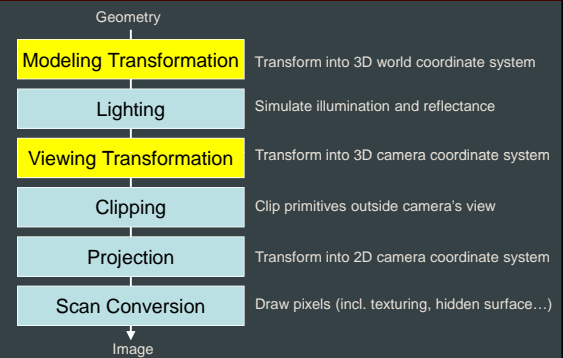 Geometry
Modeling Transformation
Transform into 3D world coordinate system
Lighting
Simulate illumination and reflectance
Viewing Transformation
Transform into 3D camera coordinate system
Clipping
Clip primitives outside camera's view
Projection
Transform into 2D camera coordinate system
Scan Conversion
Draw pixels (incl. texturing, hidden surface…)
Image